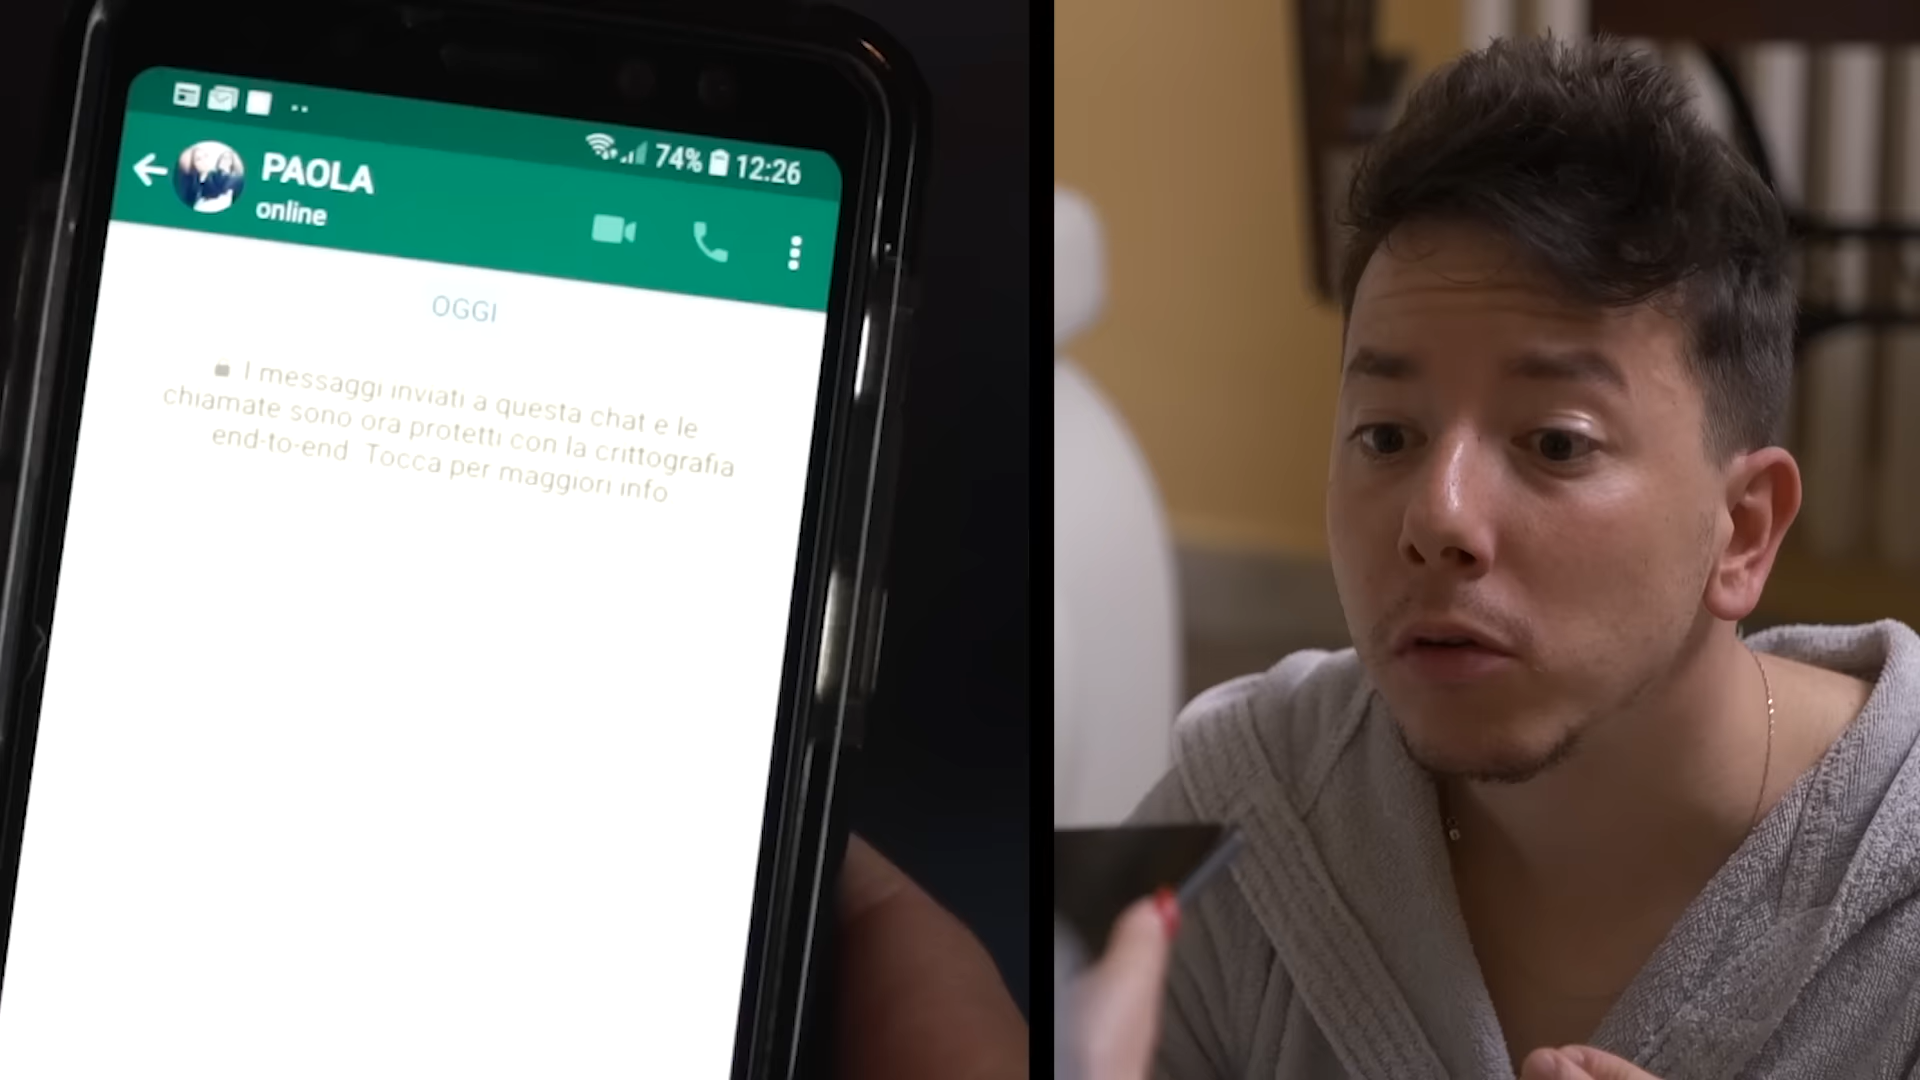 74% 12:26
PAOLA
online
OGGI
I messaggi inviati a questa chat e le
chiamate sono ora protetti con la crittografia
end-to-end. Tocca per maggiori info